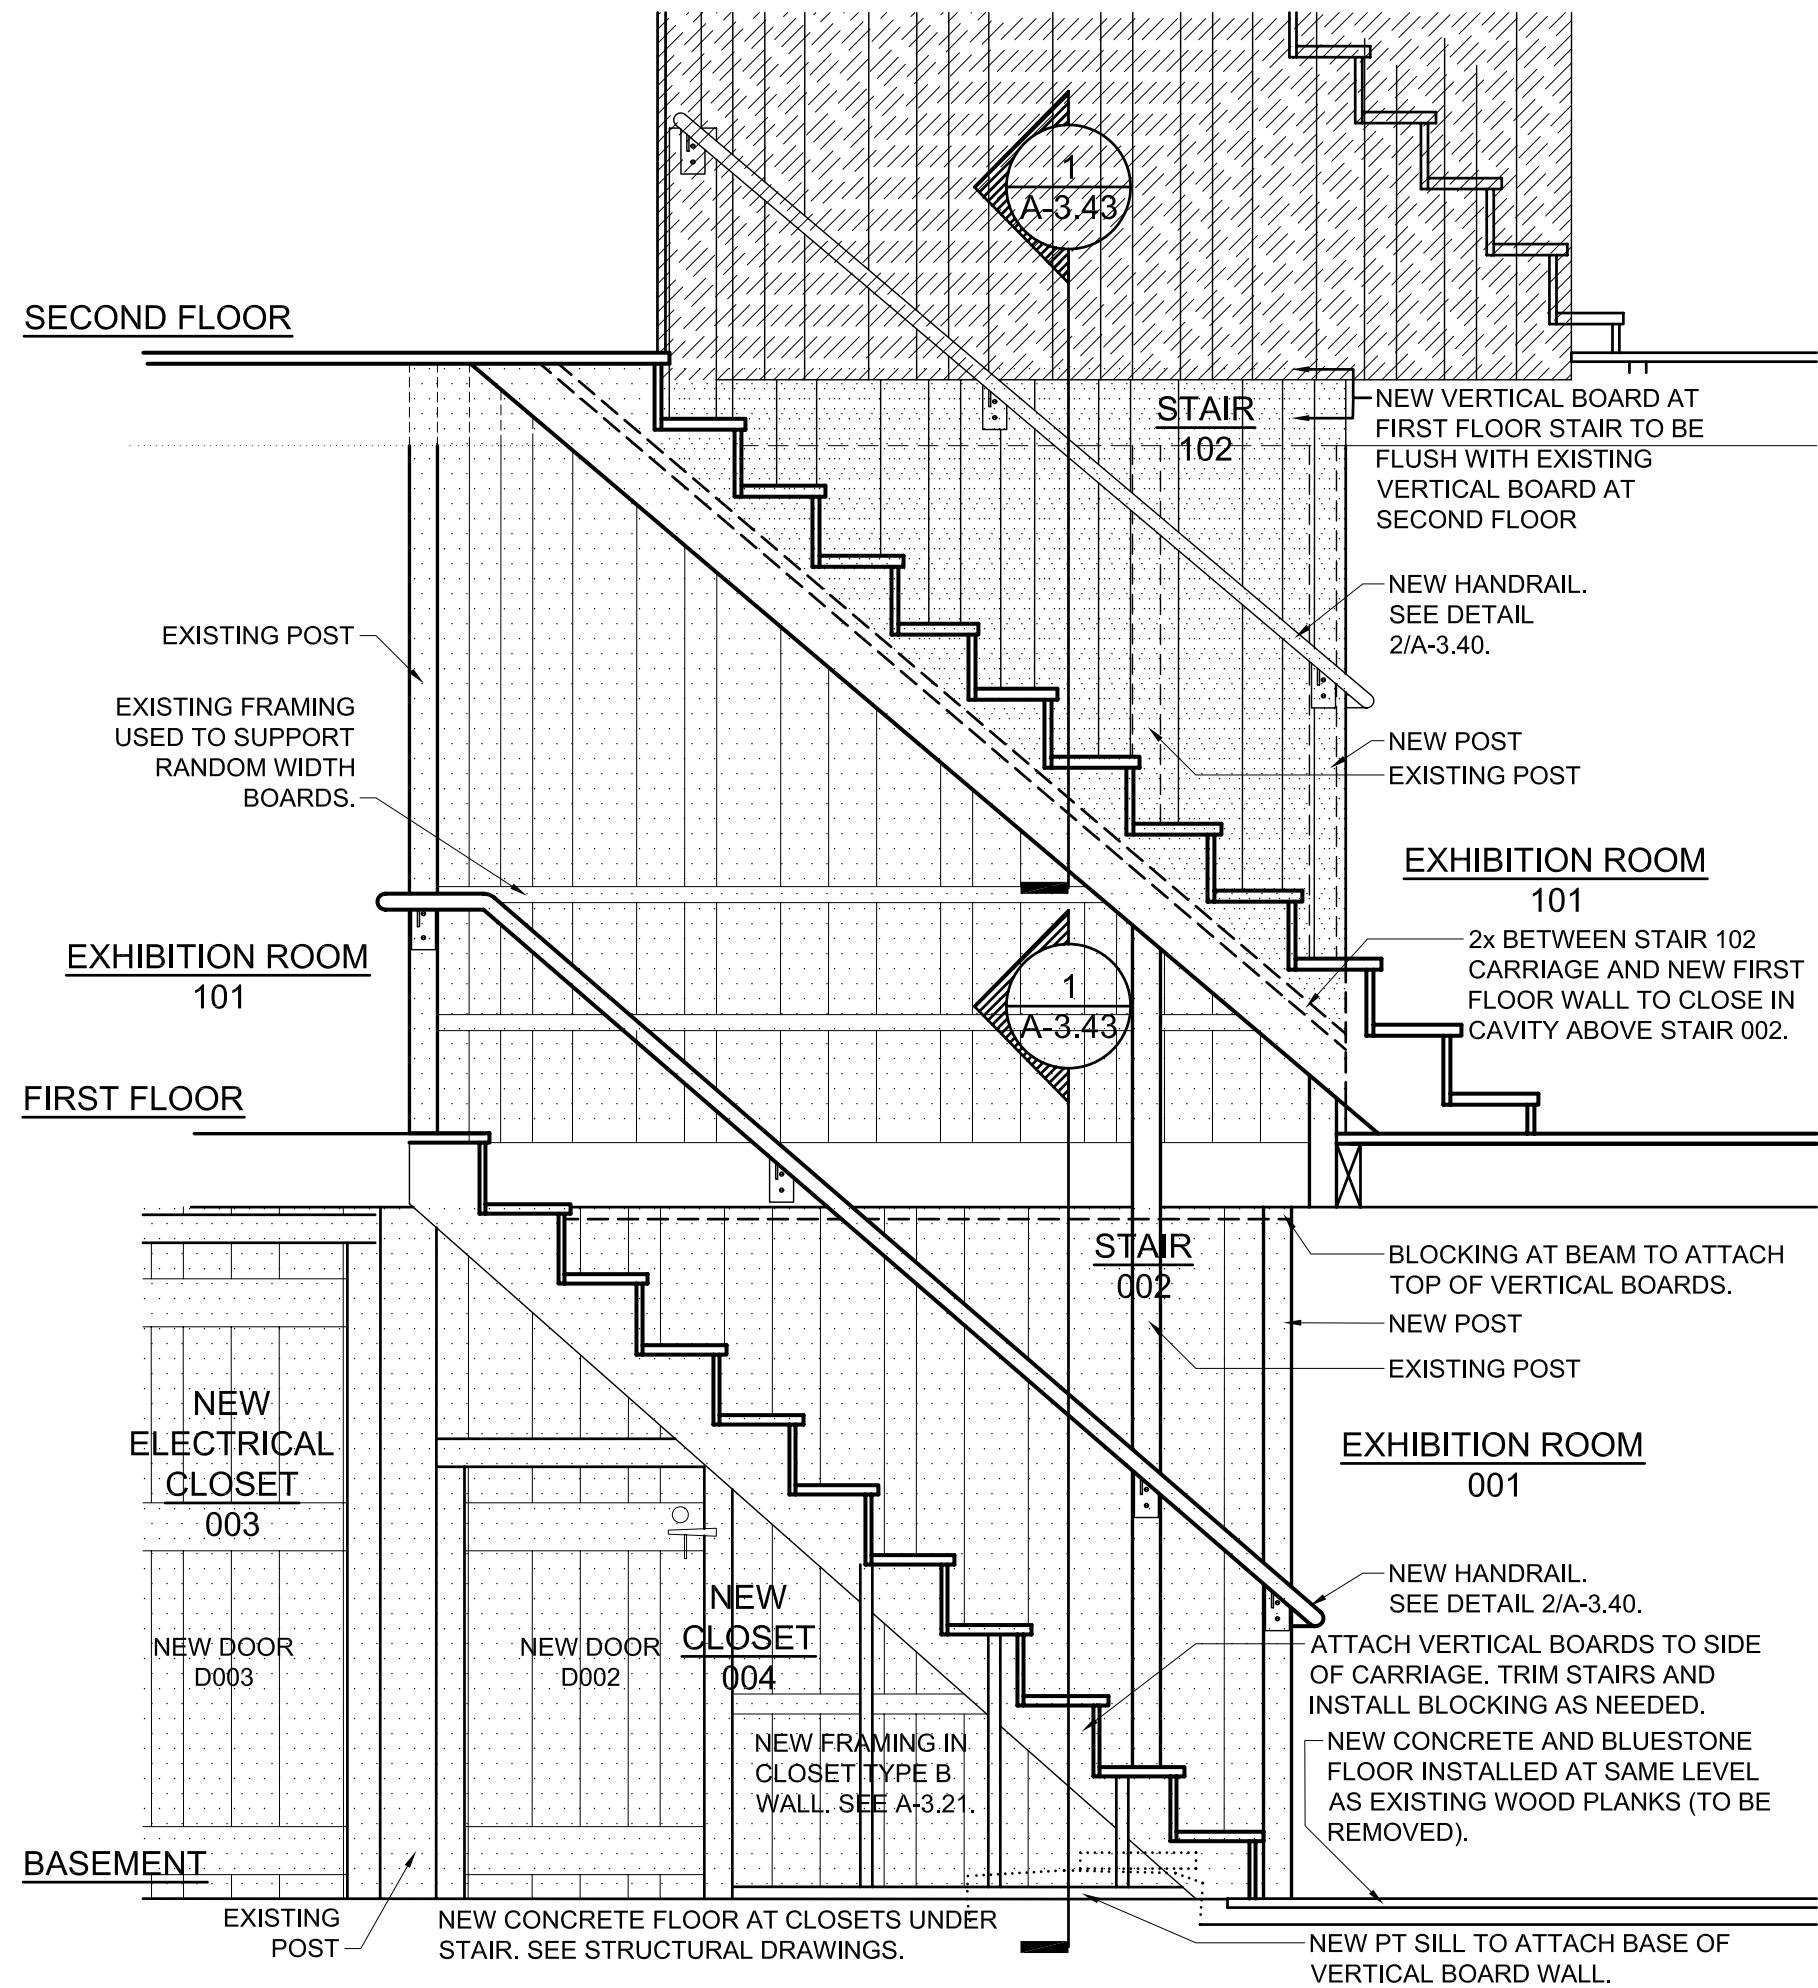 1
A-3.43
SECOND FLOOR
STAIR
102
NEW VERTICAL BOARD AT
FIRST FLOOR STAIR TO BE
FLUSH WITH EXISTING
VERTICAL BOARD AT
SECOND FLOOR
NEW HANDRAIL.
SEE DETAIL
2/A-3.40.
EXISTING POST
EXISTING FRAMING
USED TO SUPPORT
RANDOM WIDTH
BOARDS.
NEW POST
EXISTING POST
EXHIBITION ROOM
101
EXHIBITION ROOM
101
2x BETWEEN STAIR 102
CARRIAGE AND NEW FIRST
FLOOR WALL TO CLOSE IN
CAVITY ABOVE STAIR 002.
1
A-3.43
FIRST FLOOR
STAIR
002
BLOCKING AT BEAM TO ATTACH
TOP OF VERTICAL BOARDS.
NEW POST
EXISTING POST
NEW
ELECTRICAL
CLOSET
003
EXHIBITION ROOM
001
NEW HANDRAIL.
SEE DETAIL 2/A-3.40.
NEW
CLOSET
004
NEW DOOR
D003
NEW DOOR
D002
ATTACH VERTICAL BOARDS TO SIDE
OF CARRIAGE. TRIM STAIRS AND
INSTALL BLOCKING AS NEEDED.
NEW FRAMING IN
CLOSET TYPE B
WALL. SEE A-3.21.
NEW CONCRETE AND BLUESTONE
FLOOR INSTALLED AT SAME LEVEL
AS EXISTING WOOD PLANKS (TO BE
REMOVED).
BASEMENT
EXISTING
POST
NEW CONCRETE FLOOR AT CLOSETS UNDER
STAIR. SEE STRUCTURAL DRAWINGS.
NEW PT SILL TO ATTACH BASE OF
VERTICAL BOARD WALL.